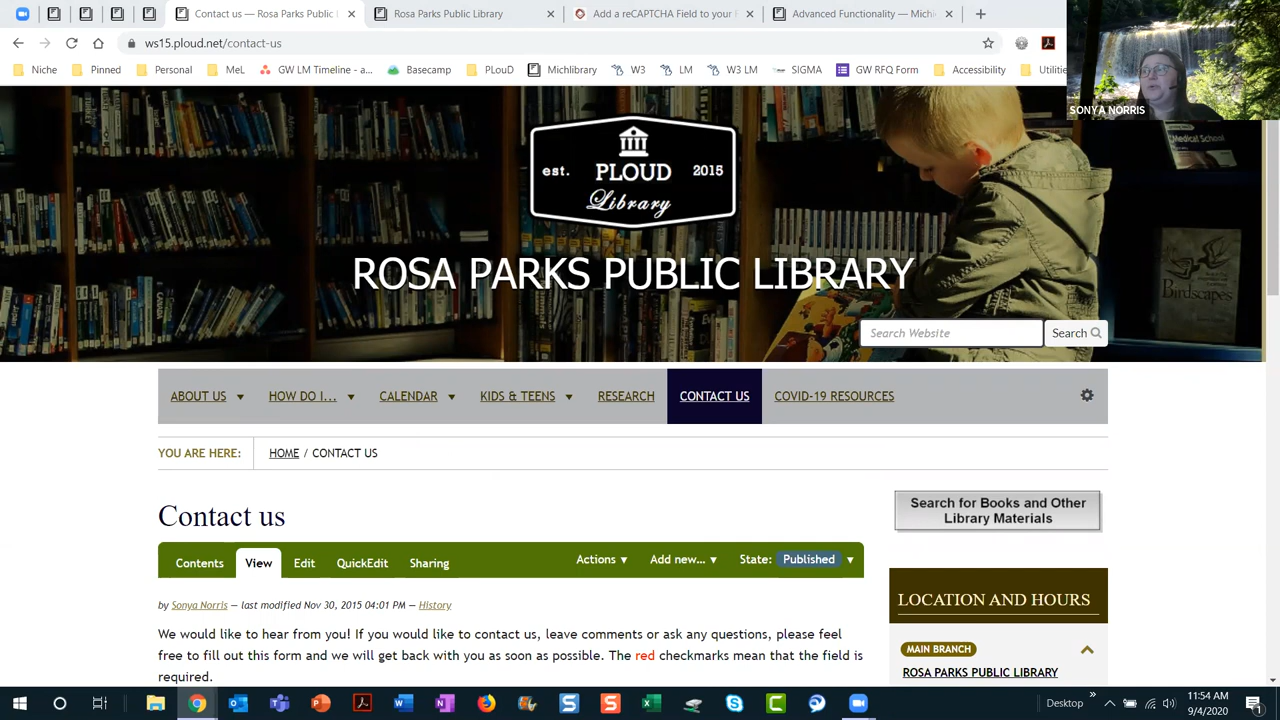 Contact us — Rosa Parks Public L
Rosa Parks Public Library
Add a reCAPTCHA Field to your F
Advanced Functionality — Michi
ws15.ploud.net/contact-us
Niche
Pinned
Personal
MeL
GW LM Timeline - a...
Basecamp
PLouD
Michlibrary
W3
LM
W3 LM
SIGMA
GW RFQ Form
Accessibility
Utilitie
SONYA NORRIS
Medical School
est. PLOUD 2015
Library
ROSA PARKS PUBLIC LIBRARY
Birdscapes
Search Website
Search
ABOUT US
HOW DO I...
CALENDAR
KIDS & TEENS
RESEARCH
CONTACT US
COVID-19 RESOURCES
YOU ARE HERE: HOME / CONTACT US
Contact us
Search for Books and Other
Library Materials
Contents
View
Edit
QuickEdit
Sharing
Actions ▼
Add new... ▼
State: Published ▼
LOCATION AND HOURS
by Sonya Norris — last modified Nov 30, 2015 04:01 PM — History
We would like to hear from you! If you would like to contact us, leave comments or ask any questions, please feel
free to fill out this form and we will get back with you as soon as possible. The red checkmarks mean that the field is
required.
MAIN BRANCH
ROSA PARKS PUBLIC LIBRARY
Desktop
11:54 AM
9/4/2020
1